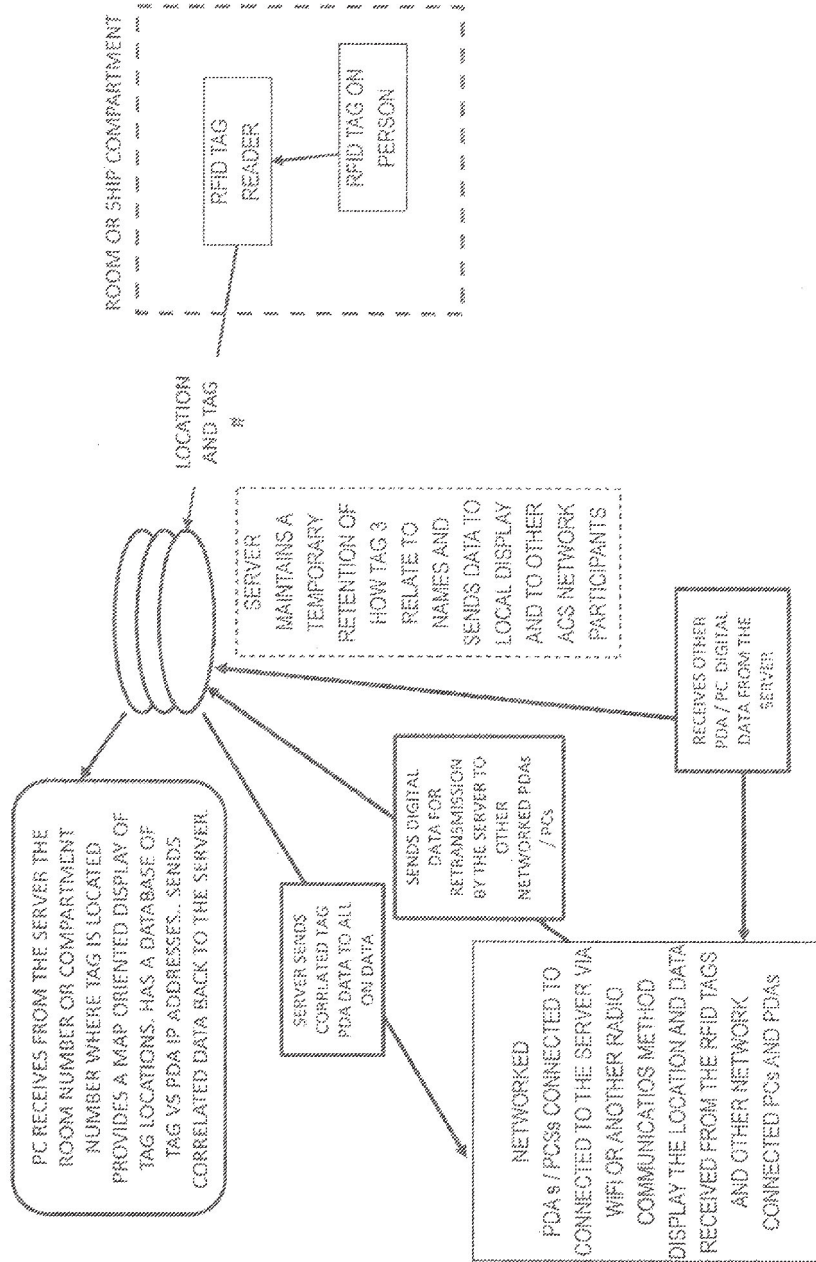 PC RECEIVES FROM THE SERVER THE
ROOM NUMBER OR COMPARTMENT
NUMBER WHERE TAG IS LOCATED
PROVIDES A MAP ORIENTED DISPLAY OF
TAG LOCATIONS. HAS A DATABASE OF
TAG VS PDA IP ADDRESSES.. SENDS
CORRELATED DATA BACK TO THE SERVER.
ROOM OR SHIP COMPARTMENT
RFID TAG
READER
RFID TAG ON
PERSON
LOCATION
AND TAG
#
SERVER
MAINTAINS A
TEMPORARY
RETENTION OF
HOW TAG 3
RELATE TO
NAMES AND
SENDS DATA TO
LOCAL DISPLAY
AND TO OTHER
ACS NETWORK
PARTICIPANTS
SERVER SENDS
CORRLATED TAG
PDA DATA TO ALL
ON DATA
SENDS DIGITAL
DATA FOR
RETRANSMISSION
BY THE SERVER TO
OTHER
NETWORKED PDAs
/ PCs
RECEIVES OTHER
PDA / PC DIGITAL
DATA FROM THE
SERVER
NETWORKED
PDA s / PCSs CONNECTED TO
CONNECTED TO THE SERVER VIA
WIFI OR ANOTHER RADIO
COMMUNICATIOS METHOD
DISPLAY THE LOCATION AND DATA
RECEIVED FROM THE RFID TAGS
AND OTHER NETWORK
CONNECTED PCs AND PDAs